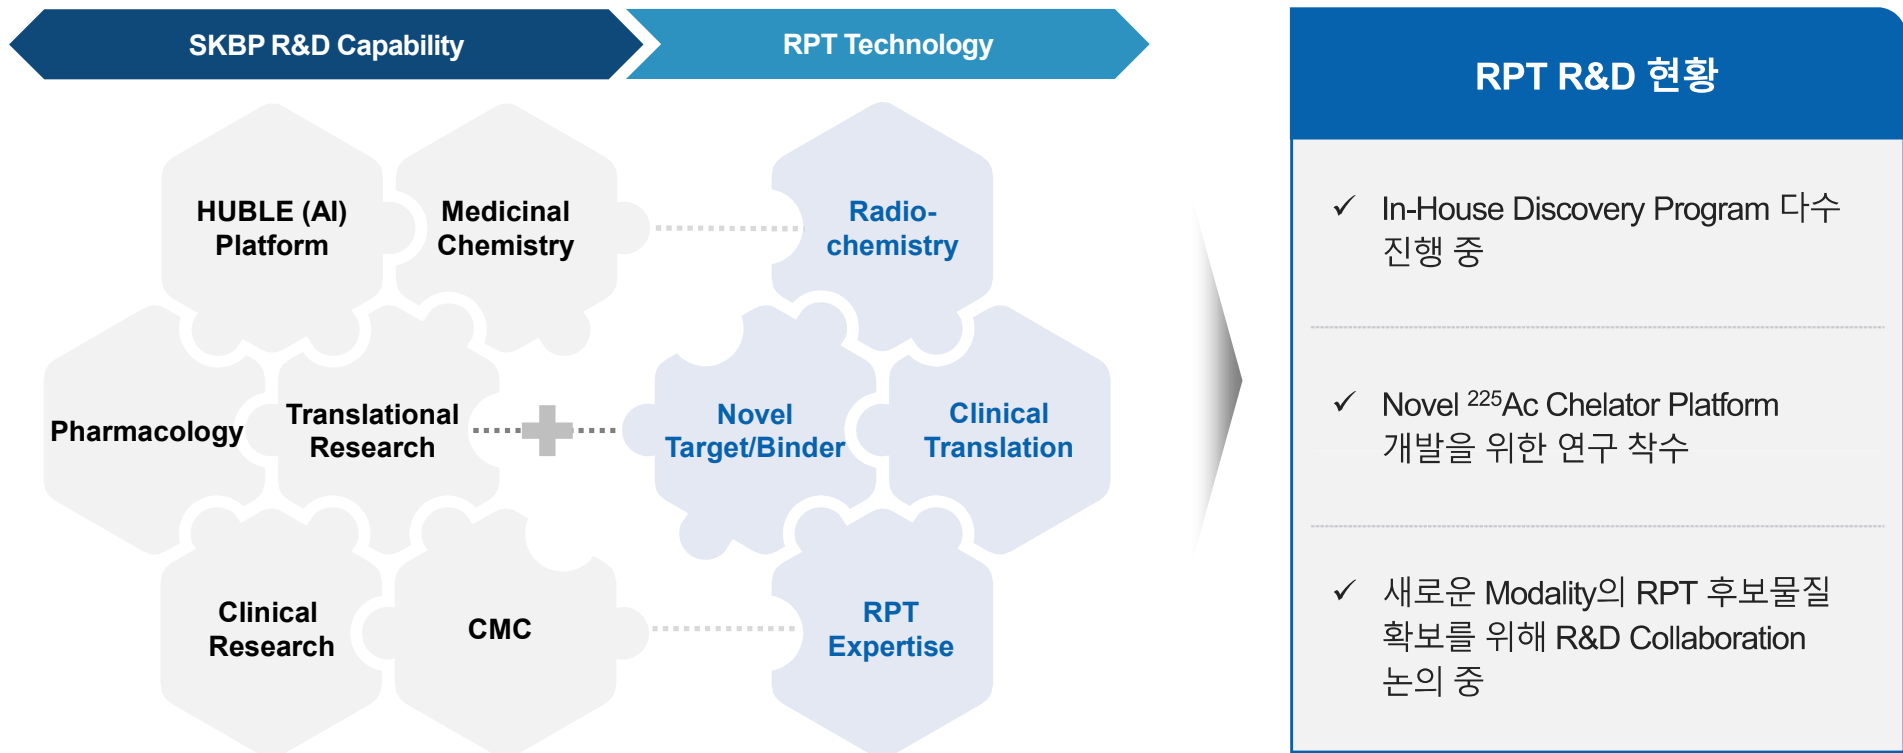 SKBP R&D Capability
RPT Technology
HUBLE (AI)
Platform
Medicinal
Chemistry
Radio-
chemistry
Pharmacology
Translational
Research
Novel
Target/Binder
Clinical
Translation
Clinical
Research
CMC
RPT
Expertise
RPT R&D 현황
✓ In-House Discovery Program 다수
진행 중
✓ Novel ²²⁵Ac Chelator Platform
개발을 위한 연구 착수
✓ 새로운 Modality의 RPT 후보물질
확보를 위해 R&D Collaboration
논의 중